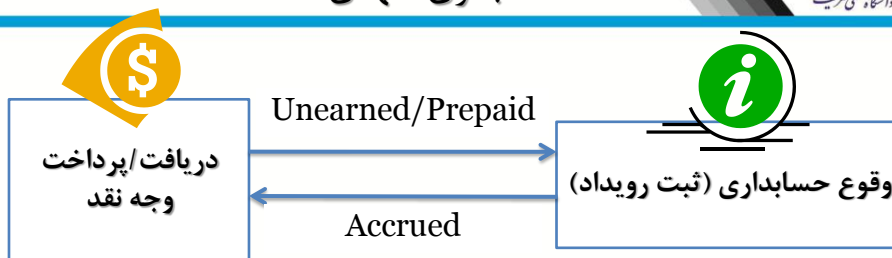 Unearned/Prepaid
دریافت/پرداخت
وجه نقد
وقوع حسابداری (ثبت رویداد)
Accrued